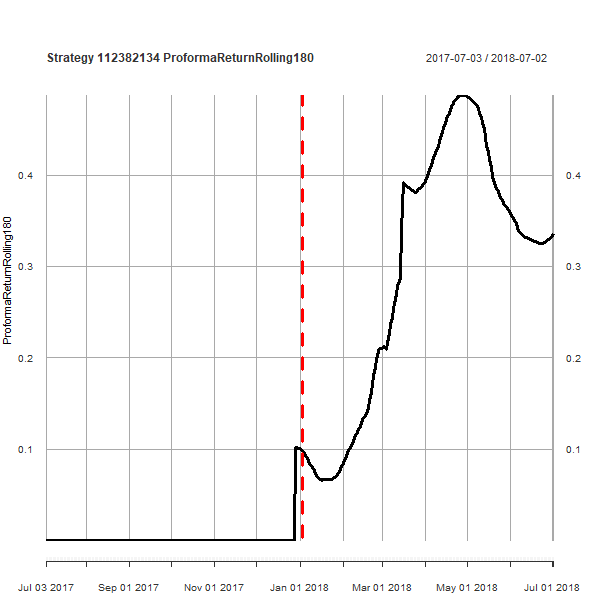 Strategy 112382134 ProformaReturnRolling180
2017-07-03 / 2018-07-02
ProformaReturnRolling180
0.4
0.4
0.3
0.3
0.2
0.2
0.1
0.1
Jul 03 2017
Sep 01 2017
Nov 01 2017
Jan 01 2018
Mar 01 2018
May 01 2018
Jul 01 2018